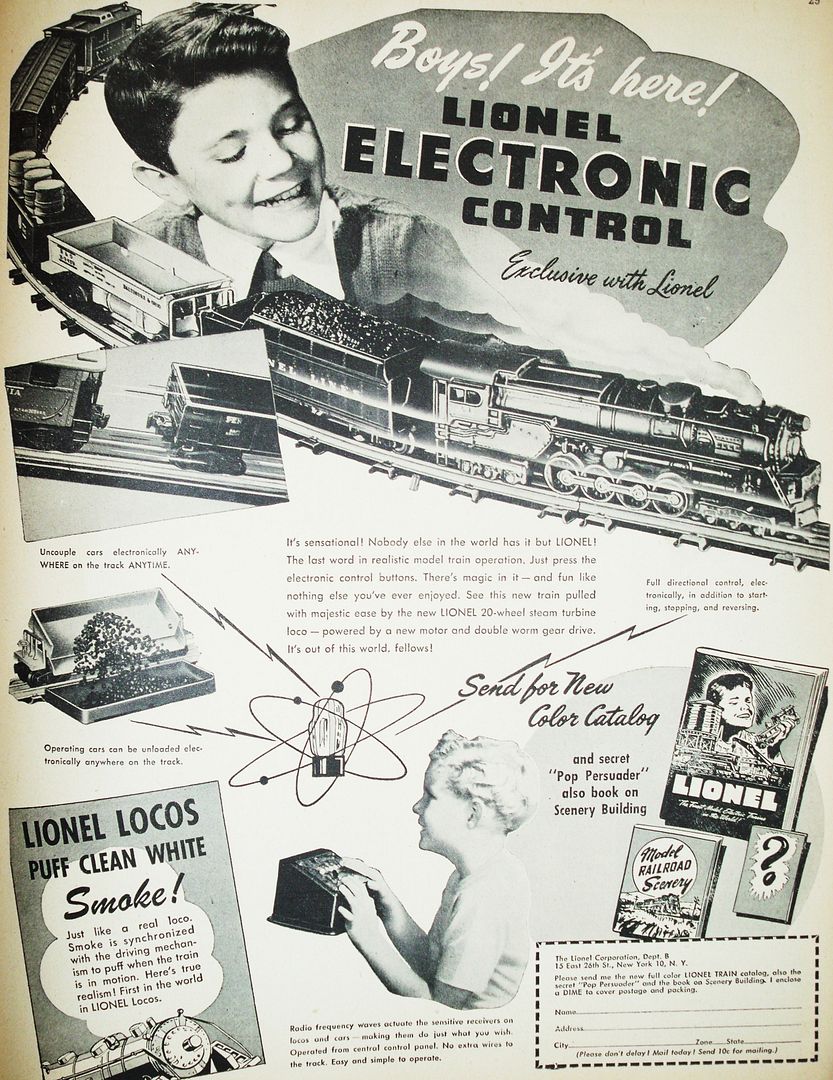 25
Boys! It's here!
LIONEL
ELECTRONIC
CONTROL
Exclusive with Lionel
Uncouple cars electronically ANY-
WHERE on the track ANYTIME.
It's sensational! Nobody else in the world has it but LIONEL!
The last word in realistic model train operation. Just press the
electronic control buttons. There's magic in it—and fun like
nothing else you've ever enjoyed. See this new train pulled
with majestic ease by the new LIONEL 20-wheel steam turbine
loco—powered by a new motor and double worm gear drive.
It's out of this world, fellows!
Full directional control, elec-
tronically, in addition to start-
ing, stopping, and reversing.
Operating cars can be unloaded elec-
tronically anywhere on the track.
Send for New
Color Catalog
and secret
"Pop Persuader"
also book on
Scenery Building
LIONEL
Model
RAILROAD
Scenery
?
LIONEL LOCOS
PUFF CLEAN WHITE
Smoke!
Just like a real loco.
Smoke is synchronized
with the driving mechan-
ism to puff when the train
is in motion. Here's true
realism! First in the world
in LIONEL Locos.
Radio frequency waves actuate the sensitive receivers on
locos and cars—making them do just what you wish.
Operated from central control panel. No extra wires to
the track. Easy and simple to operate.
The Lionel Corporation, Dept. B
15 East 26th St., New York 10, N. Y.
Please send me the new full color LIONEL TRAIN catalog, also the
secret "Pop Persuader" and the book on Scenery Building. I enclose
a DIME to cover postage and packing.
Name
Address
City Zone State
(Please don't delay! Mail today! Send 10c for mailing.)